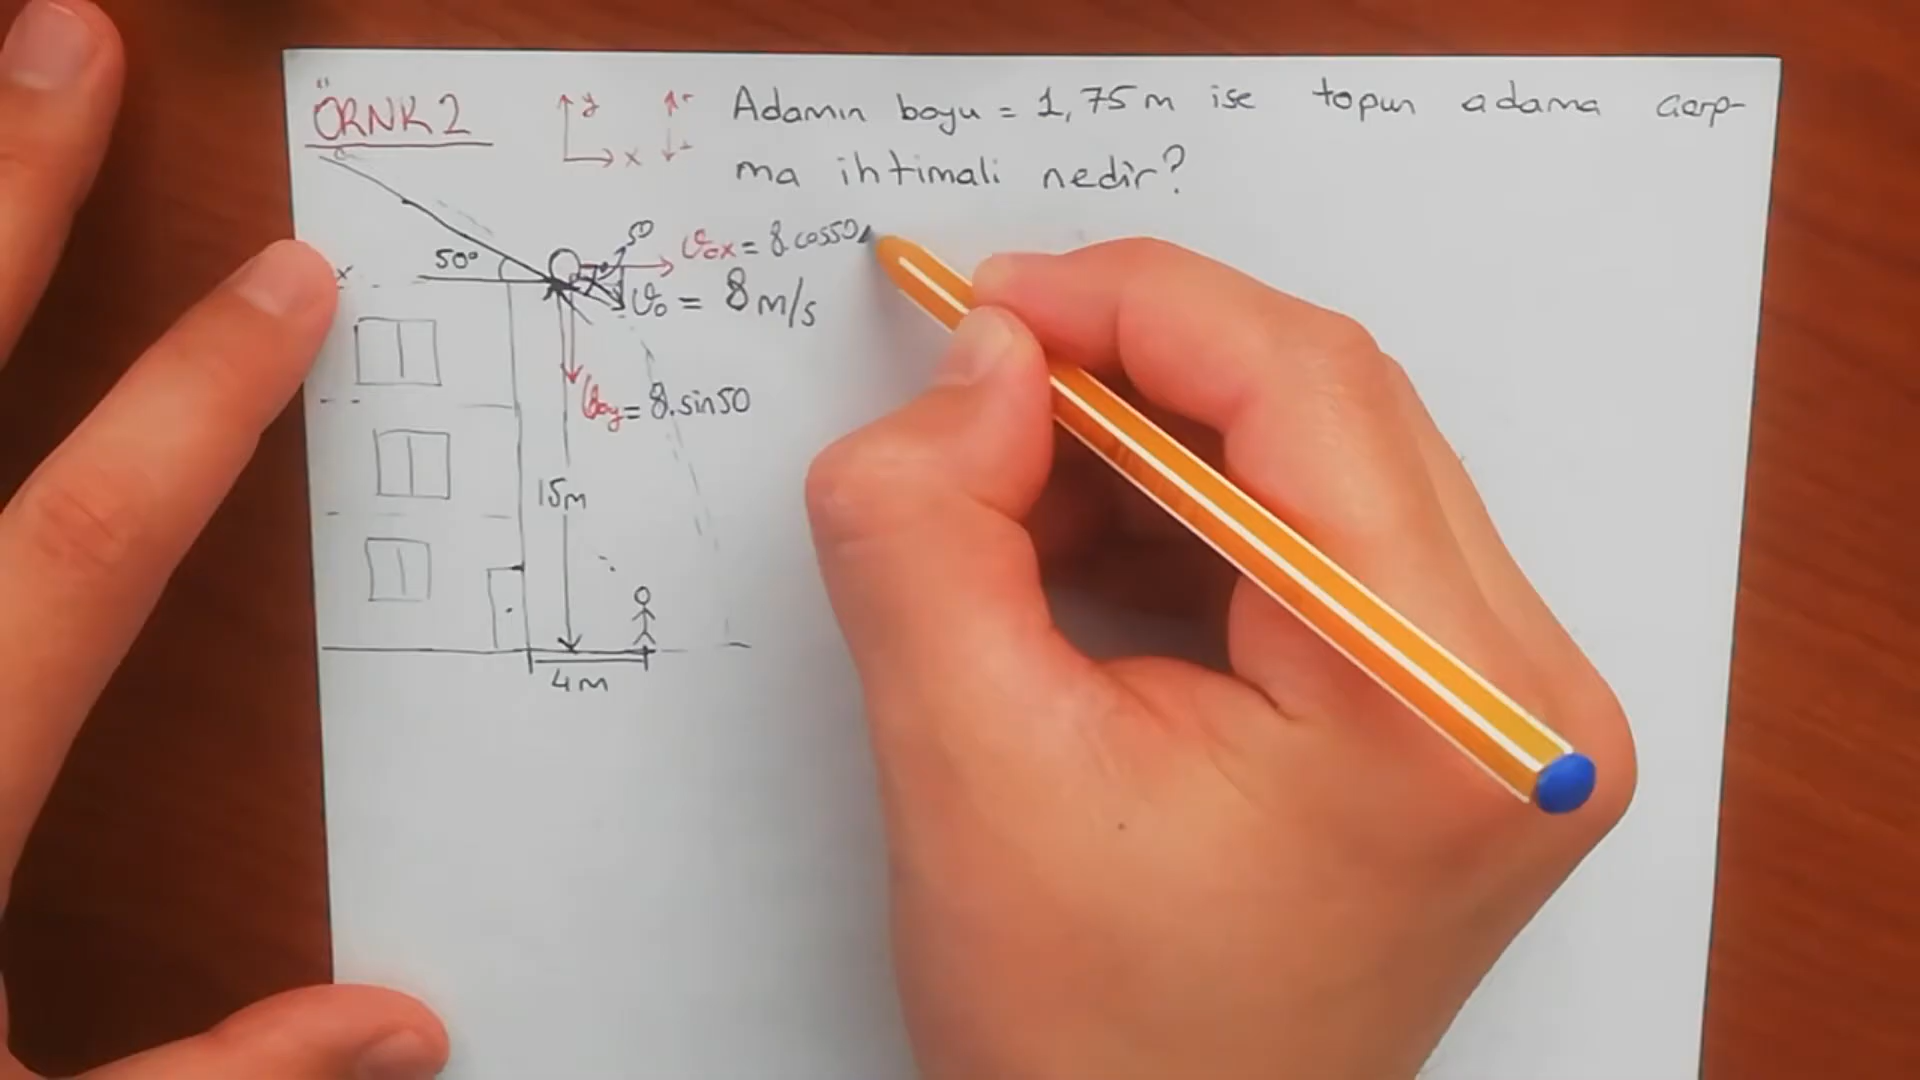 ÖRNK 2
y
x
-
+
Adamın boyu = 1,75m ise topun adama çarp-
ma ihtimali nedir?
50
50°
V0x = 8.cos50
V0 = 8 m/s
V0y = 8.sin50
15m
4m